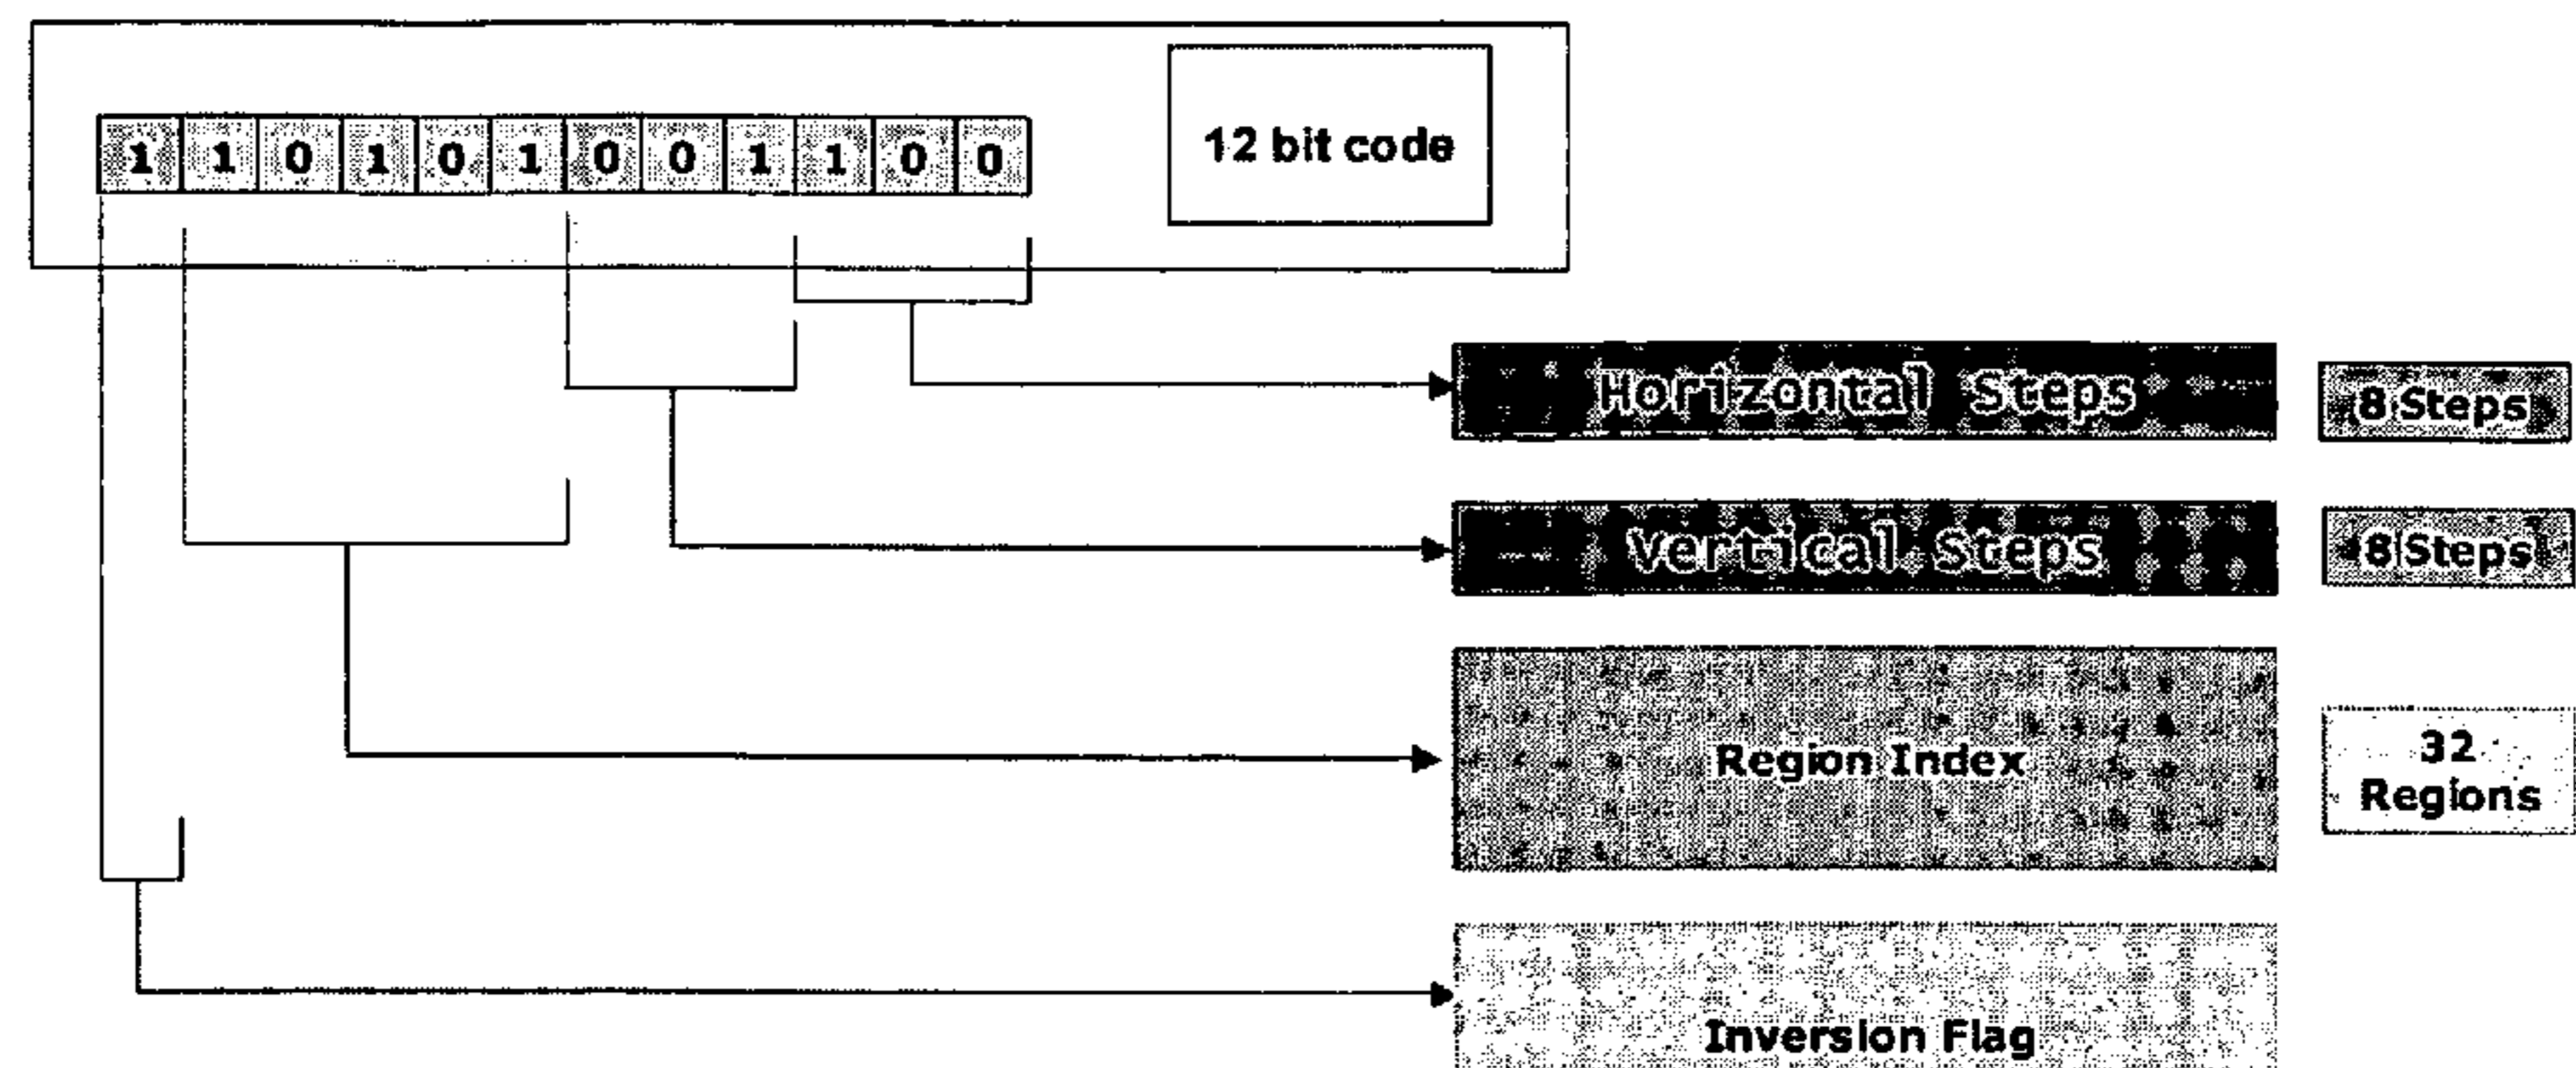 1 1 0 1 0 1 0 0 1 1 0 0
12 bit code
Horizontal Steps
8 Steps
Vertical Steps
8 Steps
Region Index
32
Regions
Inversion Flag